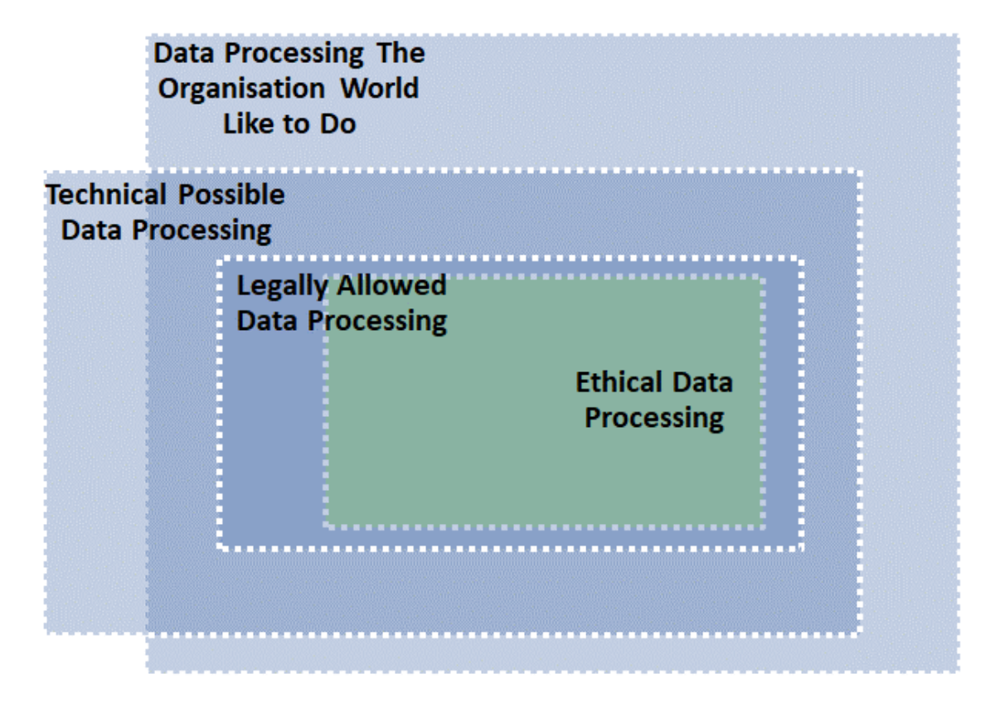 Data Processing The
Organisation World
Like to Do
Technical Possible
Data Processing
Legally Allowed
Data Processing
Ethical Data
Processing